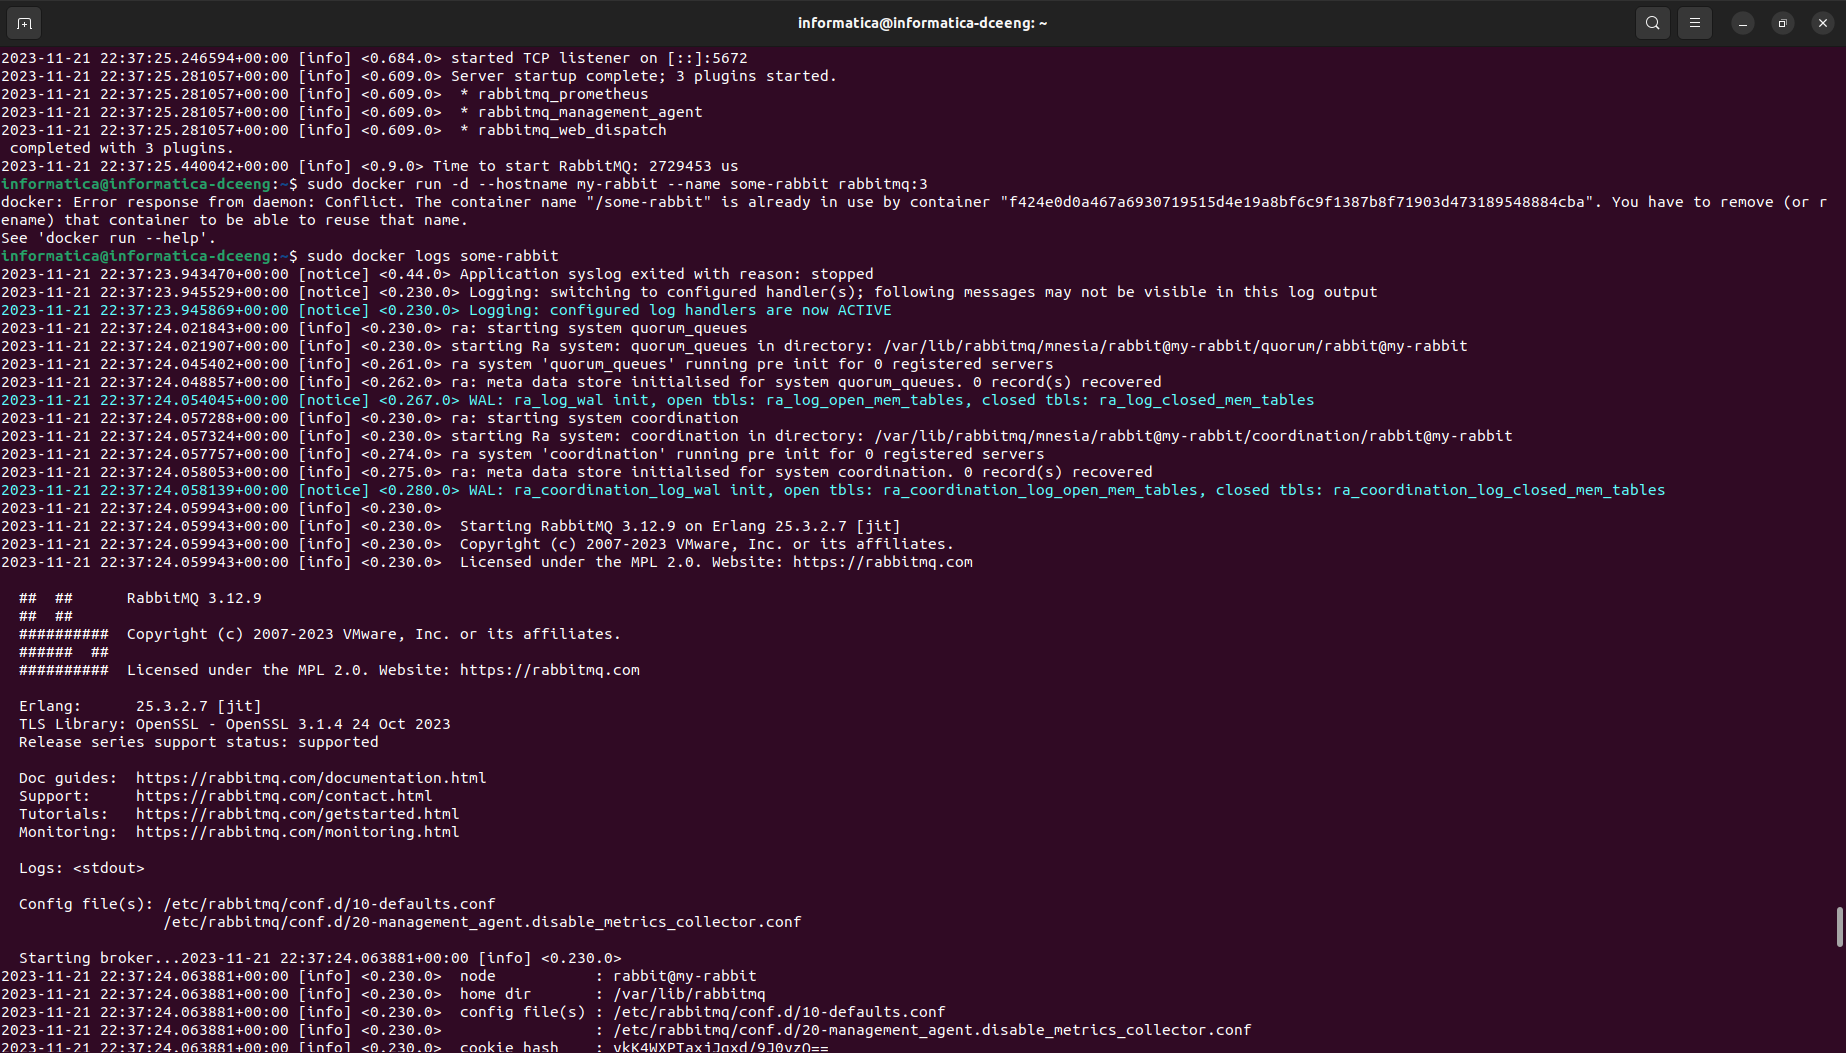 informatica@informatica-dceeng: ~
2023-11-21 22:37:25.246594+00:00 [info] <0.684.0> started TCP listener on [::]:5672
2023-11-21 22:37:25.281057+00:00 [info] <0.609.0> Server startup complete; 3 plugins started.
2023-11-21 22:37:25.281057+00:00 [info] <0.609.0>  * rabbitmq_prometheus
2023-11-21 22:37:25.281057+00:00 [info] <0.609.0>  * rabbitmq_management_agent
2023-11-21 22:37:25.281057+00:00 [info] <0.609.0>  * rabbitmq_web_dispatch
 completed with 3 plugins.
2023-11-21 22:37:25.440042+00:00 [info] <0.9.0> Time to start RabbitMQ: 2729453 us
informatica@informatica-dceeng:~$ sudo docker run -d --hostname my-rabbit --name some-rabbit rabbitmq:3
docker: Error response from daemon: Conflict. The container name "/some-rabbit" is already in use by container "f424e0d0a467a6930719515d4e19a8bf6c9f1387b8f71903d473189548884cba". You have to remove (or r
ename) that container to be able to reuse that name.
See 'docker run --help'.
informatica@informatica-dceeng:~$ sudo docker logs some-rabbit
2023-11-21 22:37:23.943470+00:00 [notice] <0.44.0> Application syslog exited with reason: stopped
2023-11-21 22:37:23.945529+00:00 [notice] <0.230.0> Logging: switching to configured handler(s); following messages may not be visible in this log output
2023-11-21 22:37:23.945869+00:00 [notice] <0.230.0> Logging: configured log handlers are now ACTIVE
2023-11-21 22:37:24.021843+00:00 [info] <0.230.0> ra: starting system quorum_queues
2023-11-21 22:37:24.021907+00:00 [info] <0.230.0> starting Ra system: quorum_queues in directory: /var/lib/rabbitmq/mnesia/rabbit@my-rabbit/quorum/rabbit@my-rabbit
2023-11-21 22:37:24.045402+00:00 [info] <0.261.0> ra system 'quorum_queues' running pre init for 0 registered servers
2023-11-21 22:37:24.048857+00:00 [info] <0.262.0> ra: meta data store initialised for system quorum_queues. 0 record(s) recovered
2023-11-21 22:37:24.054045+00:00 [notice] <0.267.0> WAL: ra_log_wal init, open tbls: ra_log_open_mem_tables, closed tbls: ra_log_closed_mem_tables
2023-11-21 22:37:24.057288+00:00 [info] <0.230.0> ra: starting system coordination
2023-11-21 22:37:24.057324+00:00 [info] <0.230.0> starting Ra system: coordination in directory: /var/lib/rabbitmq/mnesia/rabbit@my-rabbit/coordination/rabbit@my-rabbit
2023-11-21 22:37:24.057757+00:00 [info] <0.274.0> ra system 'coordination' running pre init for 0 registered servers
2023-11-21 22:37:24.058053+00:00 [info] <0.275.0> ra: meta data store initialised for system coordination. 0 record(s) recovered
2023-11-21 22:37:24.058139+00:00 [notice] <0.280.0> WAL: ra_coordination_log_wal init, open tbls: ra_coordination_log_open_mem_tables, closed tbls: ra_coordination_log_closed_mem_tables
2023-11-21 22:37:24.059943+00:00 [info] <0.230.0>
2023-11-21 22:37:24.059943+00:00 [info] <0.230.0>  Starting RabbitMQ 3.12.9 on Erlang 25.3.2.7 [jit]
2023-11-21 22:37:24.059943+00:00 [info] <0.230.0>  Copyright (c) 2007-2023 VMware, Inc. or its affiliates.
2023-11-21 22:37:24.059943+00:00 [info] <0.230.0>  Licensed under the MPL 2.0. Website: https://rabbitmq.com
  ##  ##      RabbitMQ 3.12.9
  ##  ##
  ##########  Copyright (c) 2007-2023 VMware, Inc. or its affiliates.
  ######  ##
  ##########  Licensed under the MPL 2.0. Website: https://rabbitmq.com
  Erlang:      25.3.2.7 [jit]
  TLS Library: OpenSSL - OpenSSL 3.1.4 24 Oct 2023
  Release series support status: supported
  Doc guides:  https://rabbitmq.com/documentation.html
  Support:     https://rabbitmq.com/contact.html
  Tutorials:   https://rabbitmq.com/getstarted.html
  Monitoring:  https://rabbitmq.com/monitoring.html
  Logs: <stdout>
  Config file(s): /etc/rabbitmq/conf.d/10-defaults.conf
                  /etc/rabbitmq/conf.d/20-management_agent.disable_metrics_collector.conf
  Starting broker...2023-11-21 22:37:24.063881+00:00 [info] <0.230.0>
2023-11-21 22:37:24.063881+00:00 [info] <0.230.0>  node           : rabbit@my-rabbit
2023-11-21 22:37:24.063881+00:00 [info] <0.230.0>  home dir       : /var/lib/rabbitmq
2023-11-21 22:37:24.063881+00:00 [info] <0.230.0>  config file(s) : /etc/rabbitmq/conf.d/10-defaults.conf
2023-11-21 22:37:24.063881+00:00 [info] <0.230.0>                 : /etc/rabbitmq/conf.d/20-management_agent.disable_metrics_collector.conf
2023-11-21 22:37:24.063881+00:00 [info] <0.230.0>  cookie hash    :